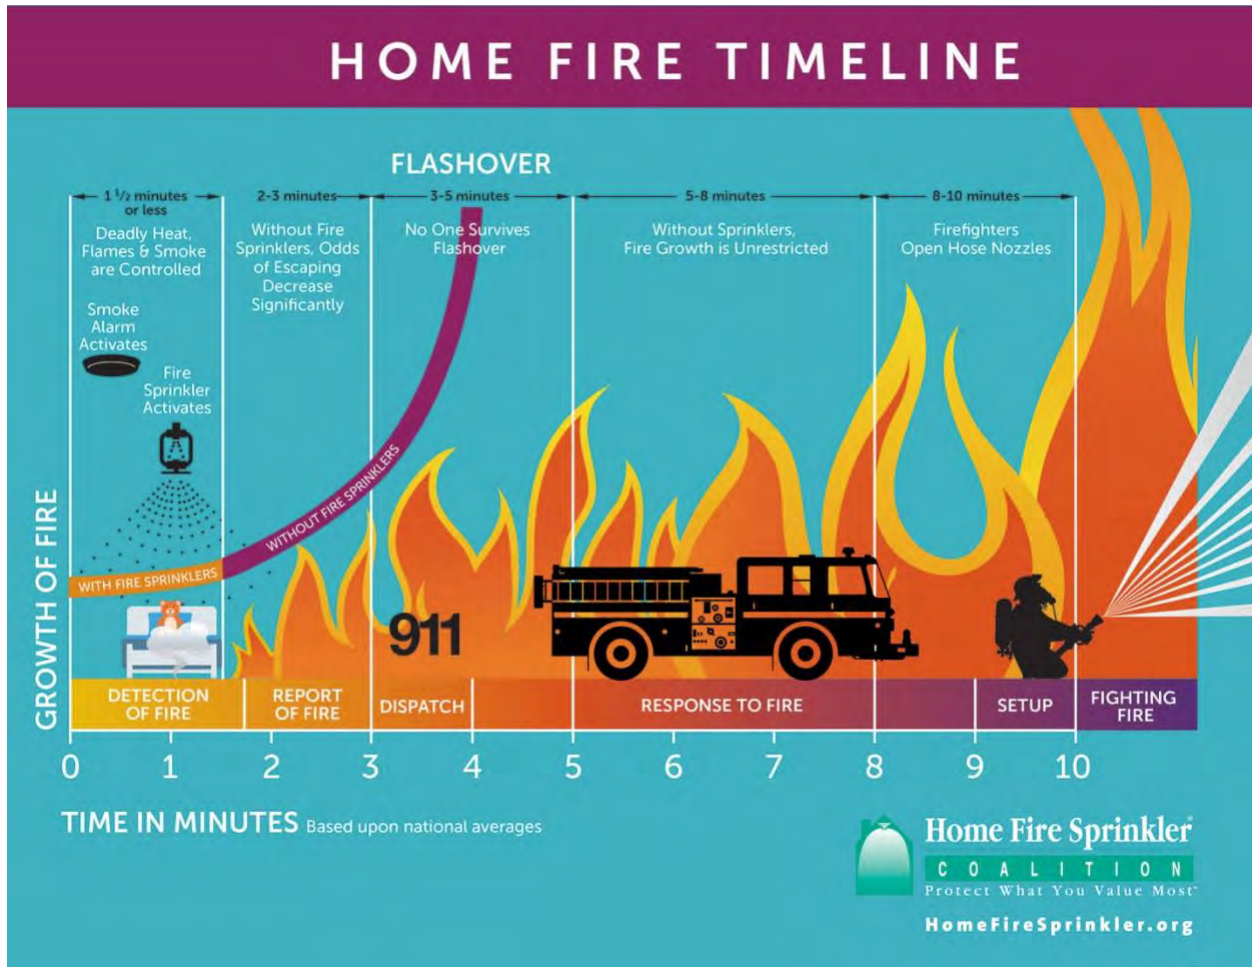 HOME FIRE TIMELINE
FLASHOVER
1 ½ minutes
or less
Deadly Heat,
Flames & Smoke
are Controlled
Smoke
Alarm
Activates
Fire
Sprinkler
Activates
2-3 minutes
Without Fire
Sprinklers, Odds
of Escaping
Decrease
Significantly
3-5 minutes
No One Survives
Flashover
5-8 minutes
Without Sprinklers,
Fire Growth is Unrestricted
8-10 minutes
Firefighters
Open Hose Nozzles
GROWTH OF FIRE
WITH FIRE SPRINKLERS
WITHOUT FIRE SPRINKLERS
911
DETECTION
OF FIRE
REPORT
OF FIRE
DISPATCH
RESPONSE TO FIRE
SETUP
FIGHTING
FIRE
0 1 2 3 4 5 6 7 8 9 10
TIME IN MINUTES Based upon national averages
Home Fire Sprinkler®
COALITION
Protect What You Value Most™
HomeFireSprinkler.org